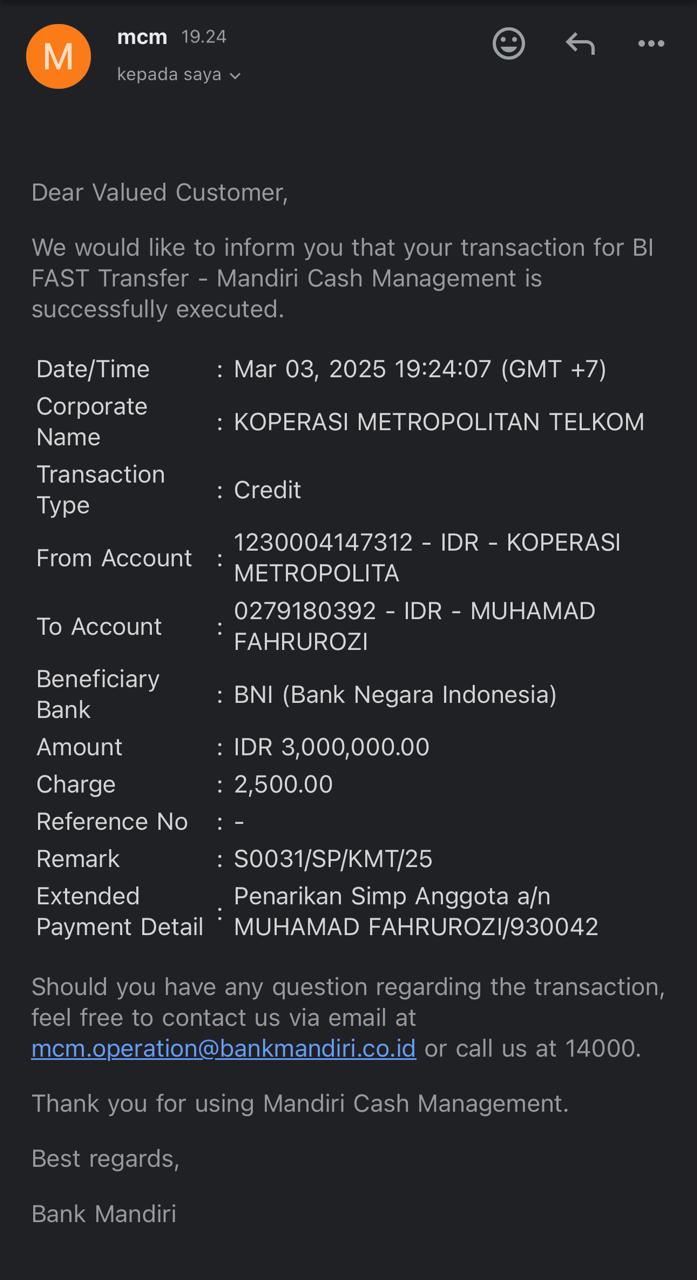 M
mcm 19.24
kepada saya
Dear Valued Customer,
We would like to inform you that your transaction for BI
FAST Transfer - Mandiri Cash Management is
successfully executed.
Date/Time : Mar 03, 2025 19:24:07 (GMT +7)
Corporate
Name : KOPERASI METROPOLITAN TELKOM
Transaction
Type : Credit
From Account : 1230004147312 - IDR - KOPERASI
METROPOLITA
To Account : 0279180392 - IDR - MUHAMAD
FAHRUROZI
Beneficiary
Bank : BNI (Bank Negara Indonesia)
Amount : IDR 3,000,000.00
Charge : 2,500.00
Reference No : -
Remark : S0031/SP/KMT/25
Extended
Payment Detail : Penarikan Simp Anggota a/n
MUHAMAD FAHRUROZI/930042
Should you have any question regarding the transaction,
feel free to contact us via email at
mcm.operation@bankmandiri.co.id or call us at 14000.
Thank you for using Mandiri Cash Management.
Best regards,
Bank Mandiri